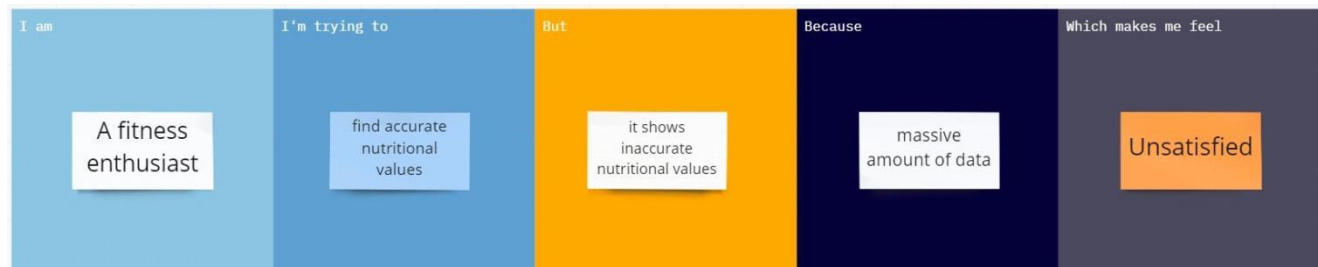 I am
A fitness
enthusiast
I'm trying to
find accurate
nutritional
values
But
it shows
inaccurate
nutritional values
Because
massive
amount of data
Which makes me feel
Unsatisfied